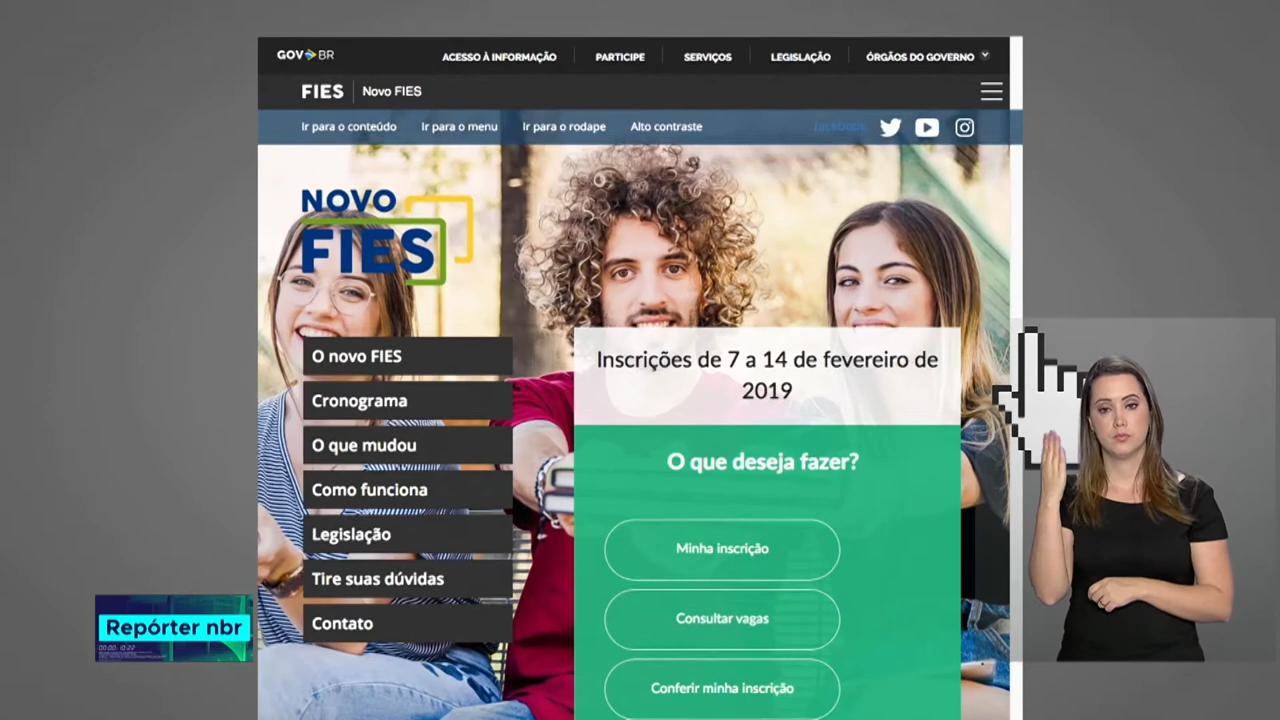 GOV BR
ACESSO À INFORMAÇÃO PARTICIPE SERVIÇOS LEGISLAÇÃO ÓRGÃOS DO GOVERNO
FIES Novo FIES
Ir para o conteúdo Ir para o menu Ir para o rodape Alto contraste
NOVO
FIES
O novo FIES
Cronograma
O que mudou
Como funciona
Legislação
Tire suas dúvidas
Contato
Inscrições de 7 a 14 de fevereiro de
2019
O que deseja fazer?
Minha inscrição
Consultar vagas
Conferir minha inscrição
Repórter nbr